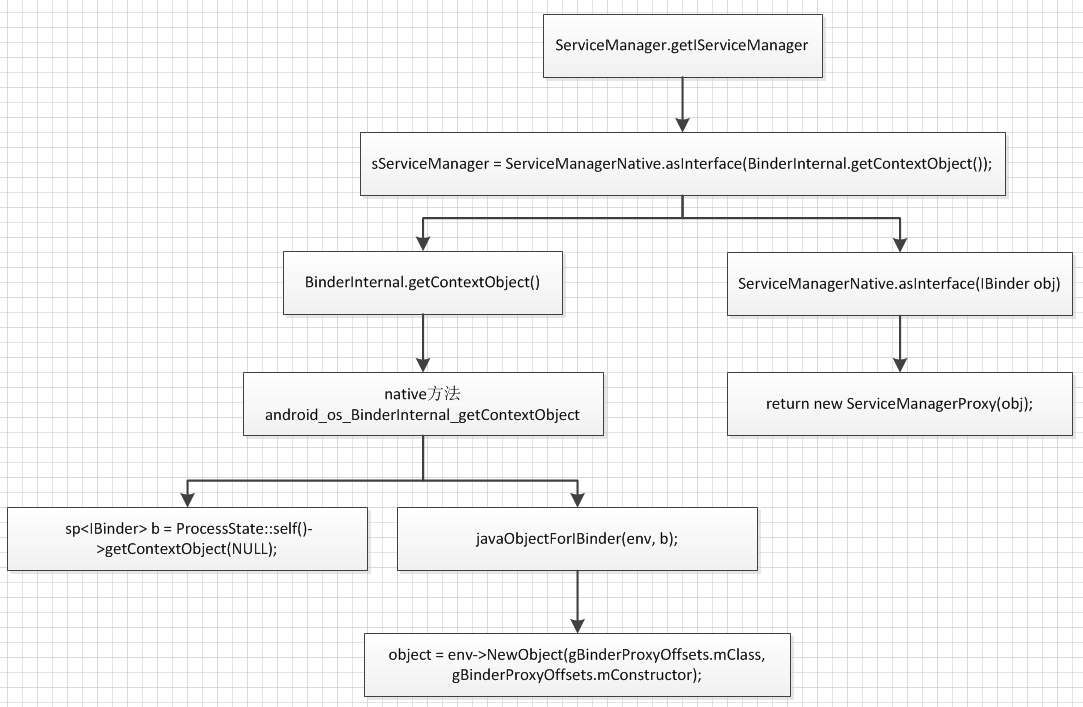 ServiceManager.getIServiceManager
sServiceManager = ServiceManagerNative.asInterface(BinderInternal.getContextObject());
BinderInternal.getContextObject()
ServiceManagerNative.asInterface(IBinder obj)
native方法
android_os_BinderInternal_getContextObject
return new ServiceManagerProxy(obj);
sp<IBinder> b = ProcessState::self()-
>getContextObject(NULL);
javaObjectForIBinder(env, b);
object = env->NewObject(gBinderProxyOffsets.mClass,
gBinderProxyOffsets.mConstructor);